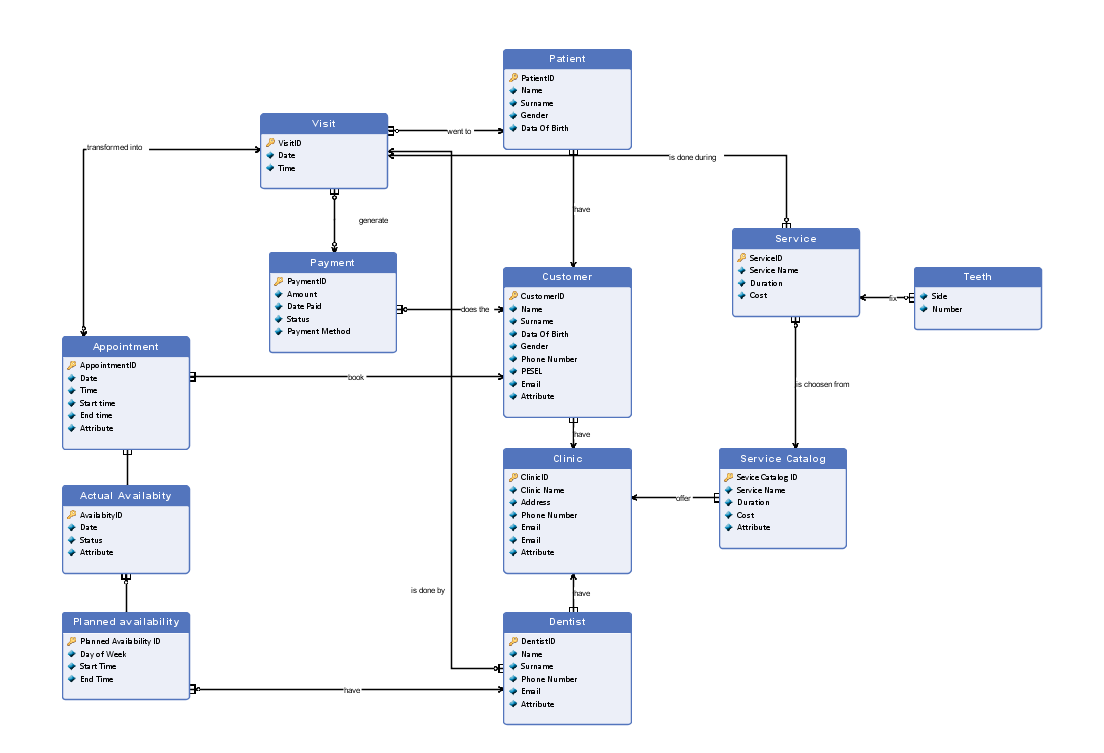 Patient
PatientID
Name
Surname
Gender
Data Of Birth
Visit
VisitID
Date
Time
went to
transformed into
is done during
generate
have
Service
ServiceID
Service Name
Duration
Cost
Teeth
Side
Number
fix
Payment
PaymentID
Amount
Date Paid
Status
Payment Method
does the
Customer
CustomerID
Name
Surname
Data Of Birth
Gender
Phone Number
PESEL
Email
Attribute
Appointment
AppointmentID
Date
Time
Start time
End time
Attribute
book
is choosen from
have
Clinic
ClinicID
Clinic Name
Address
Phone Number
Email
Email
Attribute
offer
Service Catalog
Sevice Catalog ID
Service Name
Duration
Cost
Attribute
Actual Availabity
AvailabityID
Date
Status
Attribute
is done by
have
Planned availability
Planned Availability ID
Day of Week
Start Time
End Time
have
Dentist
DentistID
Name
Surname
Phone Number
Email
Attribute